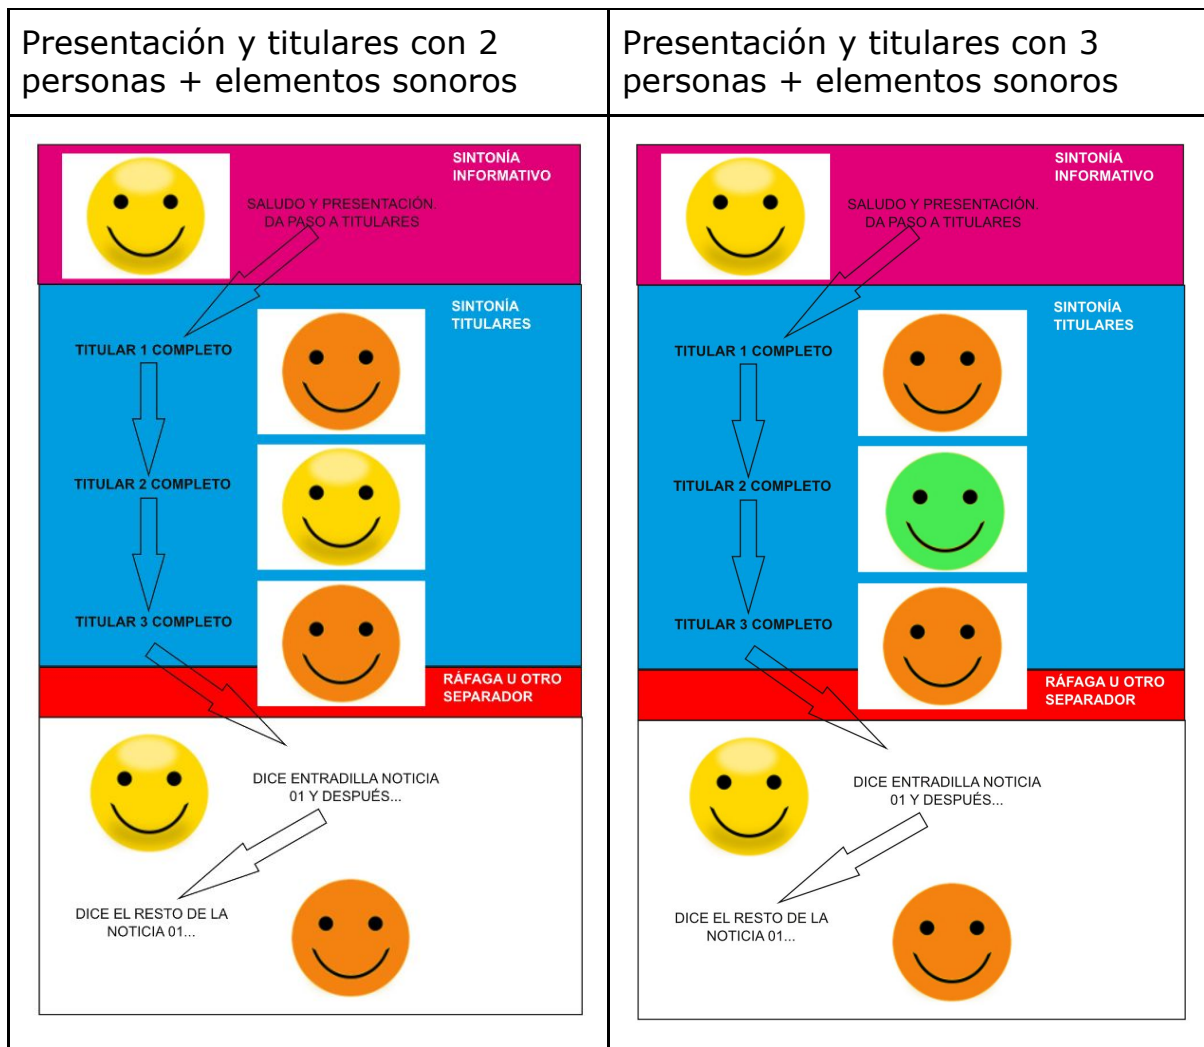 Presentación y titulares con 2
personas + elementos sonoros
Presentación y titulares con 3
personas + elementos sonoros
SINTONÍA
INFORMATIVO
SALUDO Y PRESENTACIÓN.
DA PASO A TITULARES
SINTONÍA
TITULARES
TITULAR 1 COMPLETO
TITULAR 2 COMPLETO
TITULAR 3 COMPLETO
RÁFAGA U OTRO
SEPARADOR
DICE ENTRADILLA NOTICIA
01 Y DESPUÉS...
DICE EL RESTO DE LA
NOTICIA 01...
SINTONÍA
INFORMATIVO
SALUDO Y PRESENTACIÓN.
DA PASO A TITULARES
SINTONÍA
TITULARES
TITULAR 1 COMPLETO
TITULAR 2 COMPLETO
TITULAR 3 COMPLETO
RÁFAGA U OTRO
SEPARADOR
DICE ENTRADILLA NOTICIA
01 Y DESPUÉS...
DICE EL RESTO DE LA
NOTICIA 01...